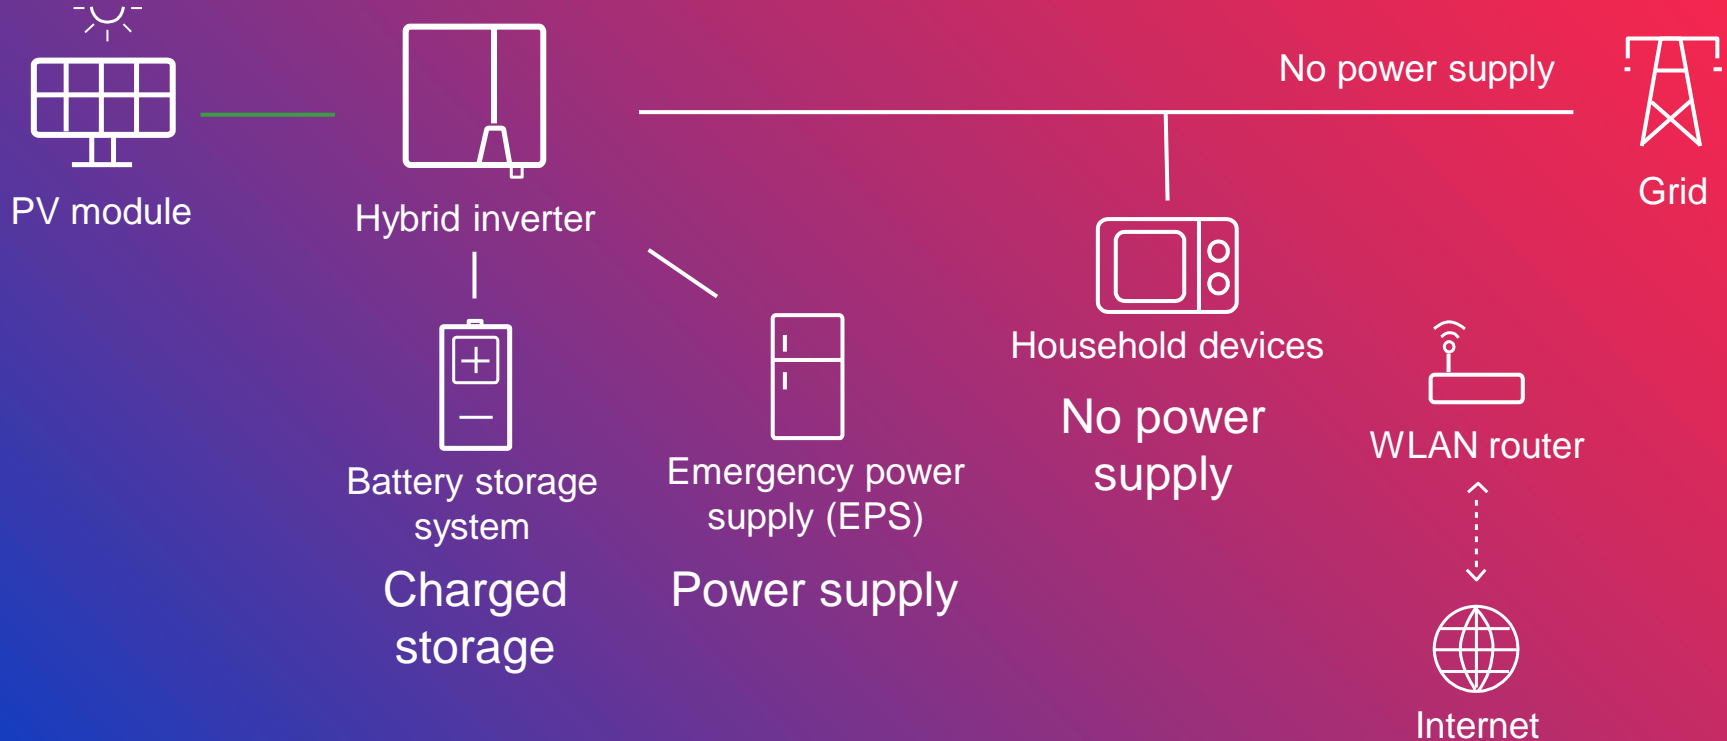 No power supply
PV module
Hybrid inverter
Grid
Household devices
No power
supply
WLAN router
Battery storage
system
Charged
storage
Emergency power
supply (EPS)
Power supply
Internet